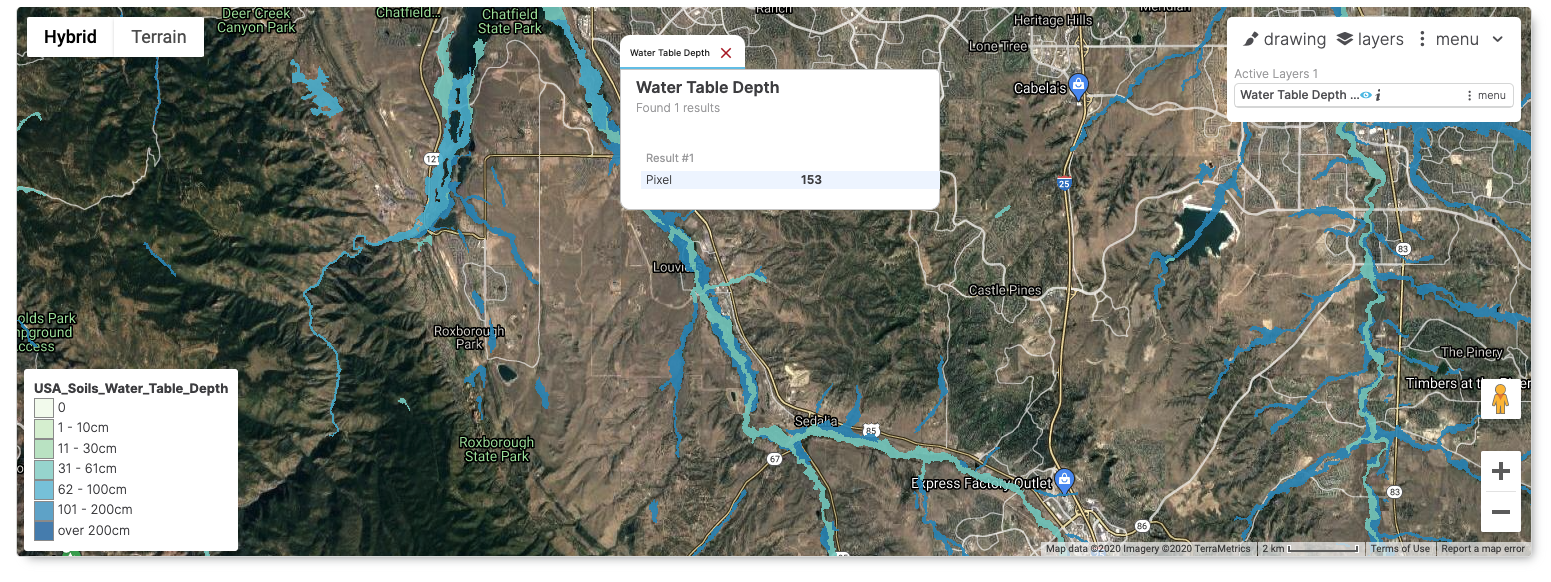 Hybrid
Terrain
Deer Creek
Canyon Park
Chatfield...
Chatfield
State Park
Ranch
Heritage Hills
Meridian
Lone Tree
Cabela's
drawing
layers
menu
Active Layers 1
Water Table Depth ...
i
menu
Water Table Depth
Water Table Depth
Found 1 results
Result #1
Pixel
153
121
25
83
Louvi
Castle Pines
olds Park
mpground
ccess
Roxborough
Park
The Pinery
Timbers at th
USA_Soils_Water_Table_Depth
0
1 - 10cm
11 - 30cm
31 - 61cm
62 - 100cm
101 - 200cm
over 200cm
Sedalia
85
67
Roxborough
State Park
Express Factory Outlet
83
86
Map data ©2020 Imagery ©2020 TerraMetrics
2 km
Terms of Use
Report a map error